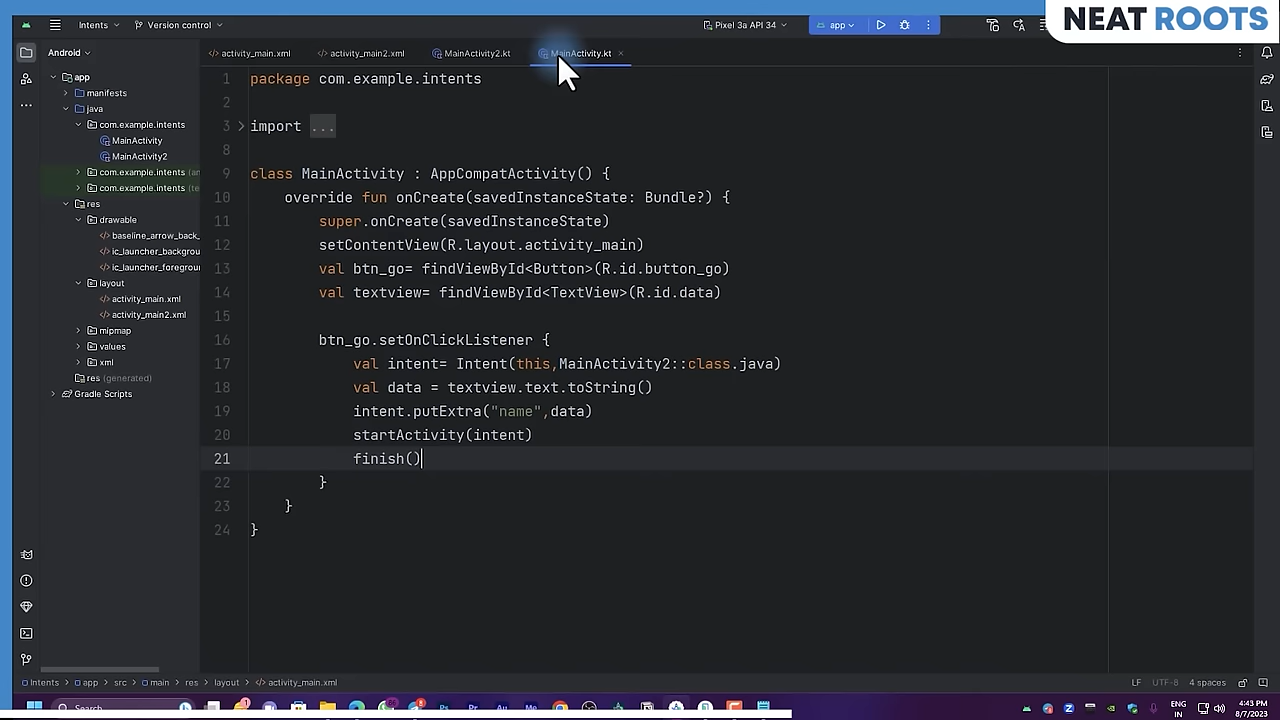 NEAT ROOTS
Intents
Version control
Pixel 3a API 34
app
Android
activity_main.xml
activity_main2.xml
MainActivity2.kt
MainActivity.kt
app
manifests
java
com.example.intents
MainActivity
MainActivity2
com.example.intents (an
com.example.intents (te
res
drawable
baseline_arrow_back_
ic_launcher_backgrou
ic_launcher_foregroun
layout
activity_main.xml
activity_main2.xml
mipmap
values
xml
res (generated)
Gradle Scripts
1 package com.example.intents
2
3 import ...
8
9 class MainActivity : AppCompatActivity() {
10 override fun onCreate(savedInstanceState: Bundle?) {
11 super.onCreate(savedInstanceState)
12 setContentView(R.layout.activity_main)
13 val btn_go= findViewById<Button>(R.id.button_go)
14 val textview= findViewById<TextView>(R.id.data)
15
16 btn_go.setOnClickListener {
17 val intent= Intent(this,MainActivity2::class.java)
18 val data = textview.text.toString()
19 intent.putExtra("name",data)
20 startActivity(intent)
21 finish()
22 }
23 }
24 }
Intents > app > src > main > res > layout > activity_main.xml
LF UTF-8 4 spaces
Search
ENG
IN
4:43 PM
8/7/2023